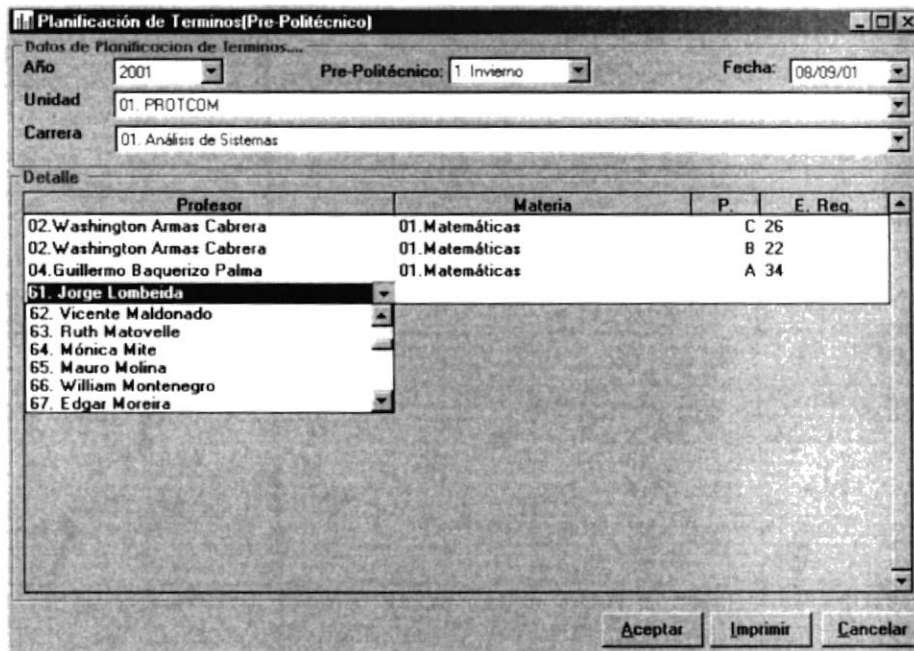 Planificación de Terminos(Pre-Politécnico)
Datos de Planificacion de Terminos....
Año 2001 Pre-Politécnico: 1. Invierno Fecha: 08/09/01
Unidad 01. PROTCOM
Carrera 01. Análisis de Sistemas
Detalle
Profesor Materia P. E. Reg.
02.Washington Armas Cabrera 01.Matemáticas C 26
02.Washington Armas Cabrera 01.Matemáticas B 22
04.Guillermo Baquerizo Palma 01.Matemáticas A 34
61. Jorge Lombeida
62. Vicente Maldonado
63. Ruth Matovelle
64. Mónica Mite
65. Mauro Molina
66. William Montenegro
67. Edgar Moreira
Aceptar Imprimir Cancelar